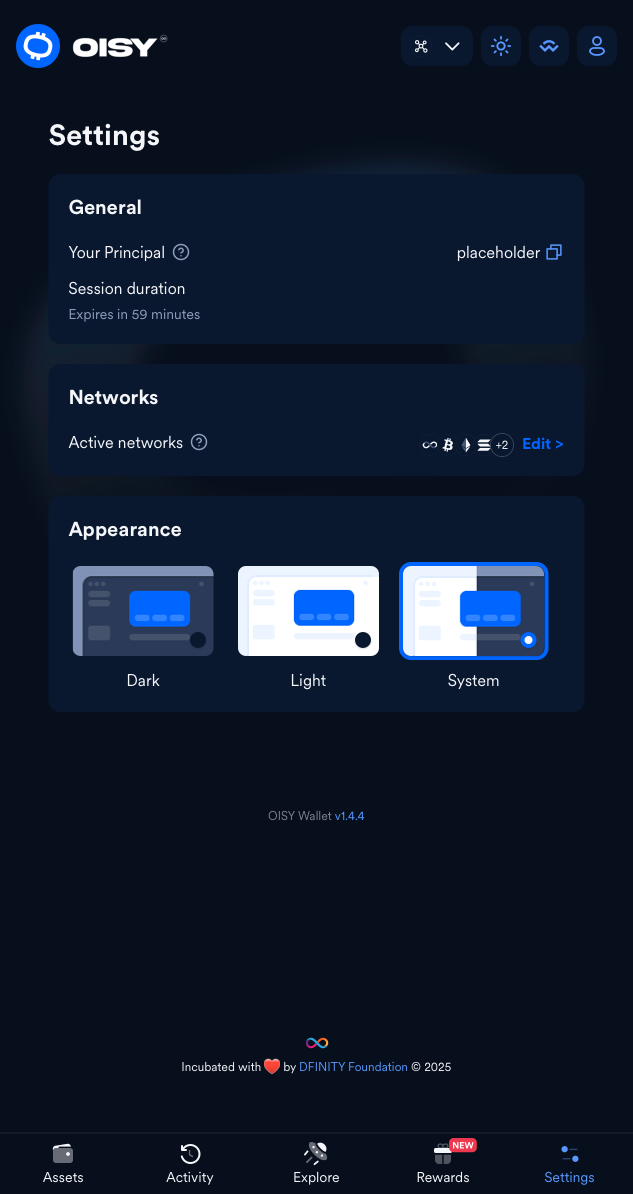 OISY
Settings
General
Your Principal
placeholder
Session duration
Expires in 59 minutes
Networks
Active networks
+2
Edit >
Appearance
Dark
Light
System
OISY Wallet v1.4.4
Incubated with ❤️ by DFINITY Foundation © 2025
NEW
Assets
Activity
Explore
Rewards
Settings